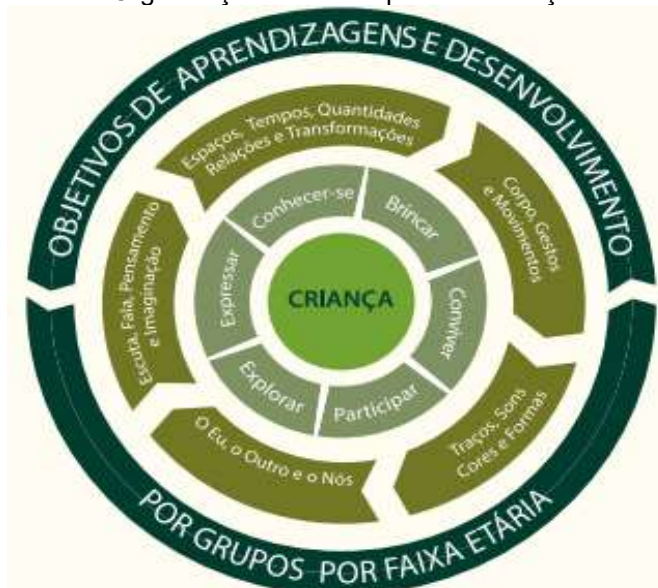 OBJETIVOS DE APRENDIZAGENS E DESENVOLVIMENTO
Espaços, Tempos, Quantidades
Relações e Transformações
Corpo, Gestos
e Movimentos
Traços, Sons
Cores e Formas
O Eu, o Outro e o Nós
Escuta, Fala, Pensamento
e Imaginação
Conhecer-se
Brincar
Conviver
Participar
Explorar
Expressar
CRIANÇA
POR GRUPOS POR FAIXA ETÁRIA